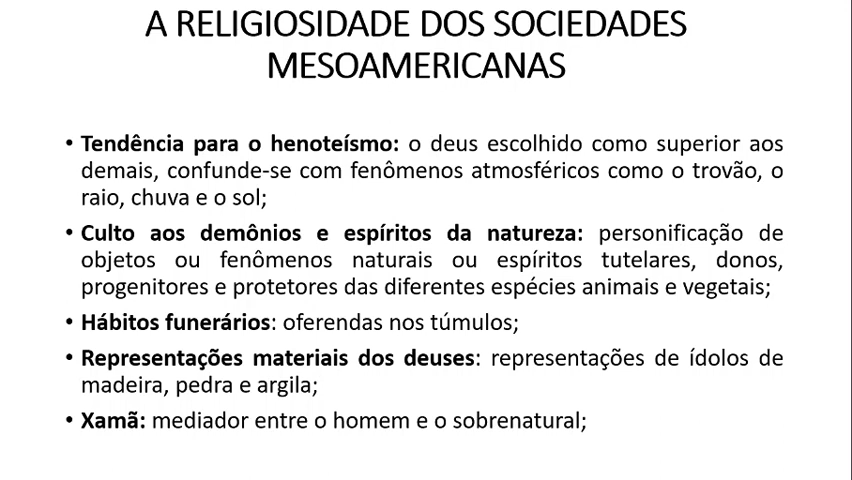 A RELIGIOSIDADE DOS SOCIEDADES
MESOAMERICANAS
• Tendência para o henoteísmo: o deus escolhido como superior aos
demais, confunde-se com fenômenos atmosféricos como o trovão, o
raio, chuva e o sol;
• Culto aos demônios e espíritos da natureza: personificação de
objetos ou fenômenos naturais ou espíritos tutelares, donos,
progenitores e protetores das diferentes espécies animais e vegetais;
• Hábitos funerários: oferendas nos túmulos;
• Representações materiais dos deuses: representações de ídolos de
madeira, pedra e argila;
• Xamã: mediador entre o homem e o sobrenatural;